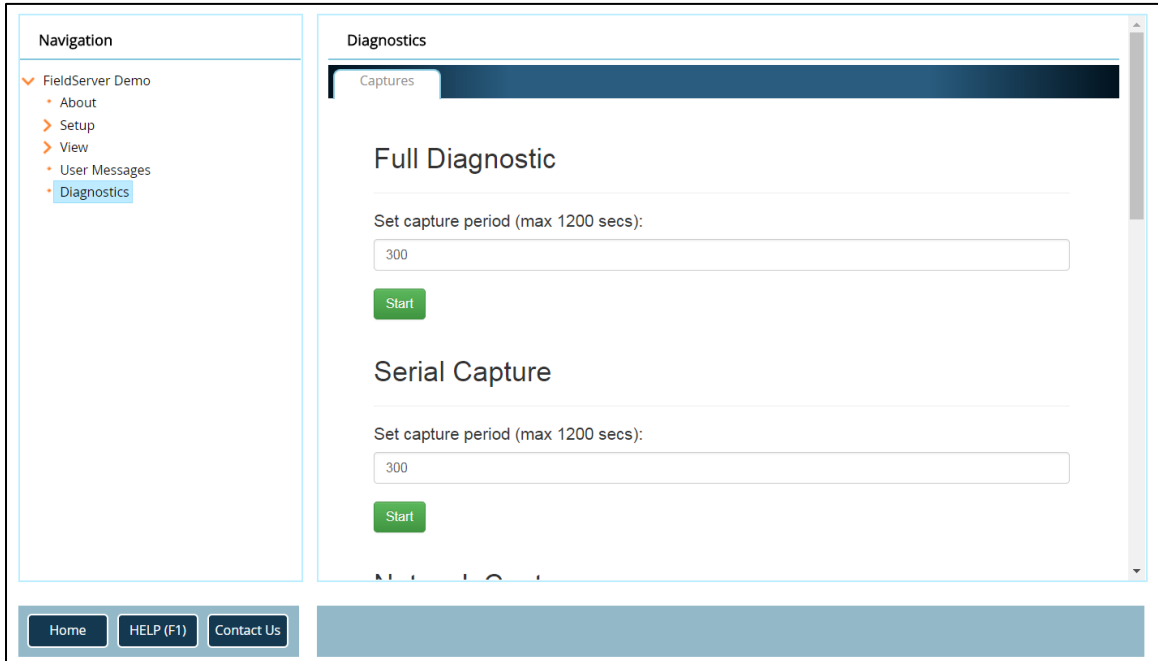 Navigation
FieldServer Demo
About
Setup
View
User Messages
Diagnostics
Diagnostics
Captures
Full Diagnostic
Set capture period (max 1200 secs):
300
Start
Serial Capture
Set capture period (max 1200 secs):
300
Start
Home
HELP (F1)
Contact Us